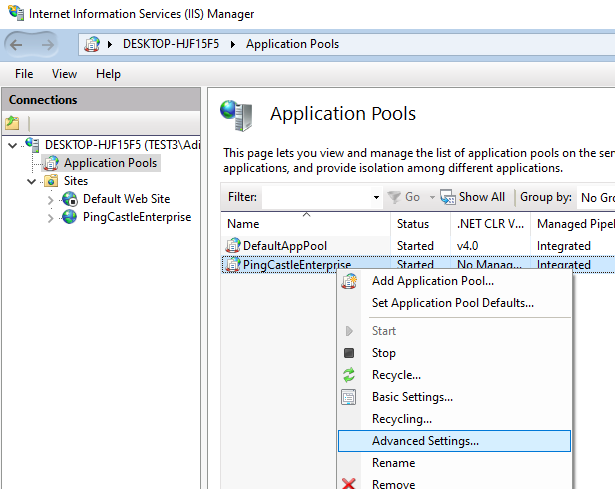 Internet Information Services (IIS) Manager
DESKTOP-HJF15F5 Application Pools
File View Help
Connections
DESKTOP-HJF15F5 (TEST3\Adi
Application Pools
Sites
Default Web Site
PingCastleEnterprise
Application Pools
This page lets you view and manage the list of application pools on the ser
applications, and provide isolation among different applications.
Filter: Go Show All Group by: No Gro
Name Status .NET CLR V... Managed Pipel
DefaultAppPool Started v4.0 Integrated
PingCastleEnterprise Started No Manag... Integrated
Add Application Pool...
Set Application Pool Defaults...
Start
Stop
Recycle...
Basic Settings...
Recycling...
Advanced Settings...
Rename
Remove